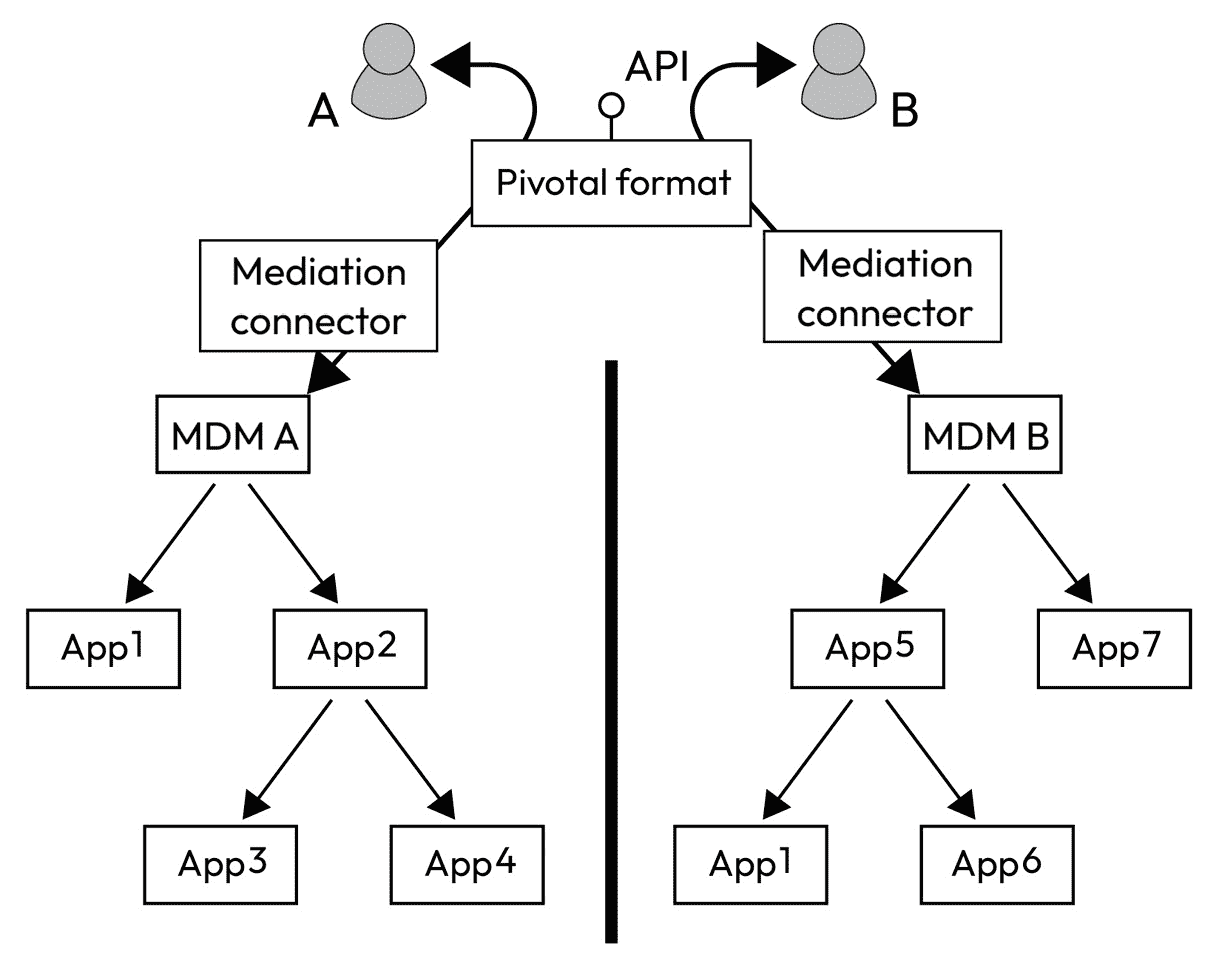 API
A
B
Pivotal format
Mediation
connector
Mediation
connector
MDM A
MDM B
App1
App2
App5
App7
App3
App4
App1
App6